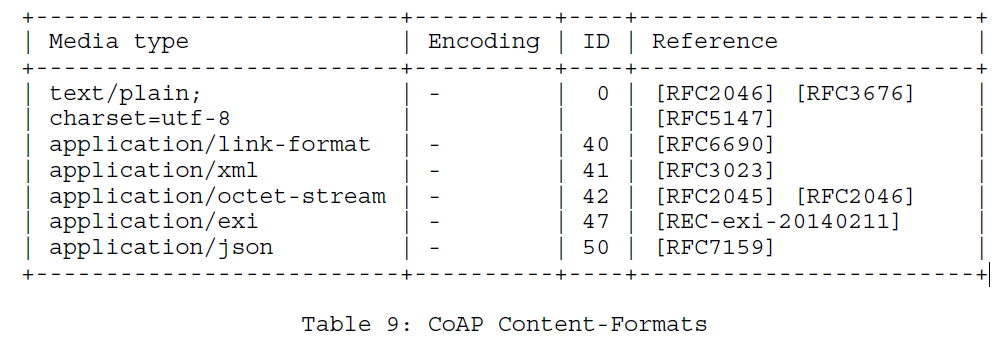 +--------------------------+----------+----+------------------------+
| Media type               | Encoding | ID | Reference              |
+--------------------------+----------+----+------------------------+
| text/plain;              | -        |  0 | [RFC2046] [RFC3676]    |
| charset=utf-8            |          |    | [RFC5147]              |
| application/link-format  | -        | 40 | [RFC6690]              |
| application/xml          | -        | 41 | [RFC3023]              |
| application/octet-stream | -        | 42 | [RFC2045] [RFC2046]    |
| application/exi          | -        | 47 | [REC-exi-20140211]     |
| application/json         | -        | 50 | [RFC7159]              |
+--------------------------+----------+----+------------------------+
Table 9: CoAP Content-Formats